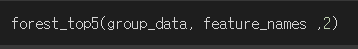 forest_top5(group_data, feature_names ,2)